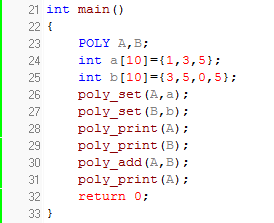 21 int main()
22 {
23 POLY A,B;
24 int a[10]={1,3,5};
25 int b[10]={3,5,0,5};
26 poly_set(A,a);
27 poly_set(B,b);
28 poly_print(A);
29 poly_print(B);
30 poly_add(A,B);
31 poly_print(A);
32 return 0;
33 }